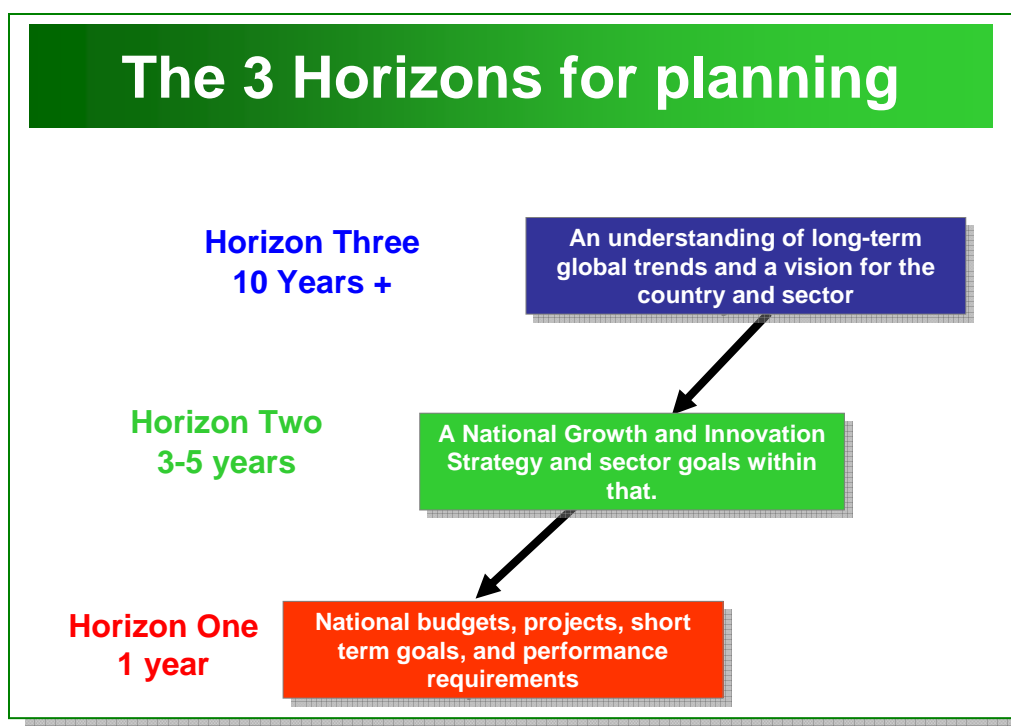 The 3 Horizons for planning
Horizon Three
10 Years +
An understanding of long-term
global trends and a vision for the
country and sector
Horizon Two
3-5 years
A National Growth and Innovation
Strategy and sector goals within
that.
Horizon One
1 year
National budgets, projects, short
term goals, and performance
requirements